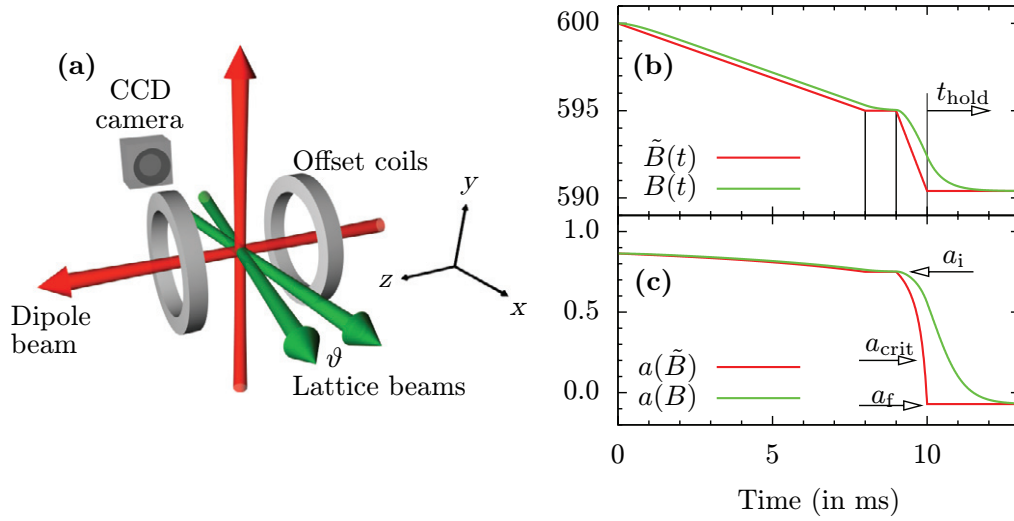 (a)
CCD
camera
Offset coils
y
z
x
Dipole
beam
ϑ
Lattice beams
600
595
590
(b)
t_hold
B̃(t)
B(t)
1.0
0.5
0.0
(c)
a_i
a_crit
a_f
a(B̃)
a(B)
0
5
10
Time (in ms)